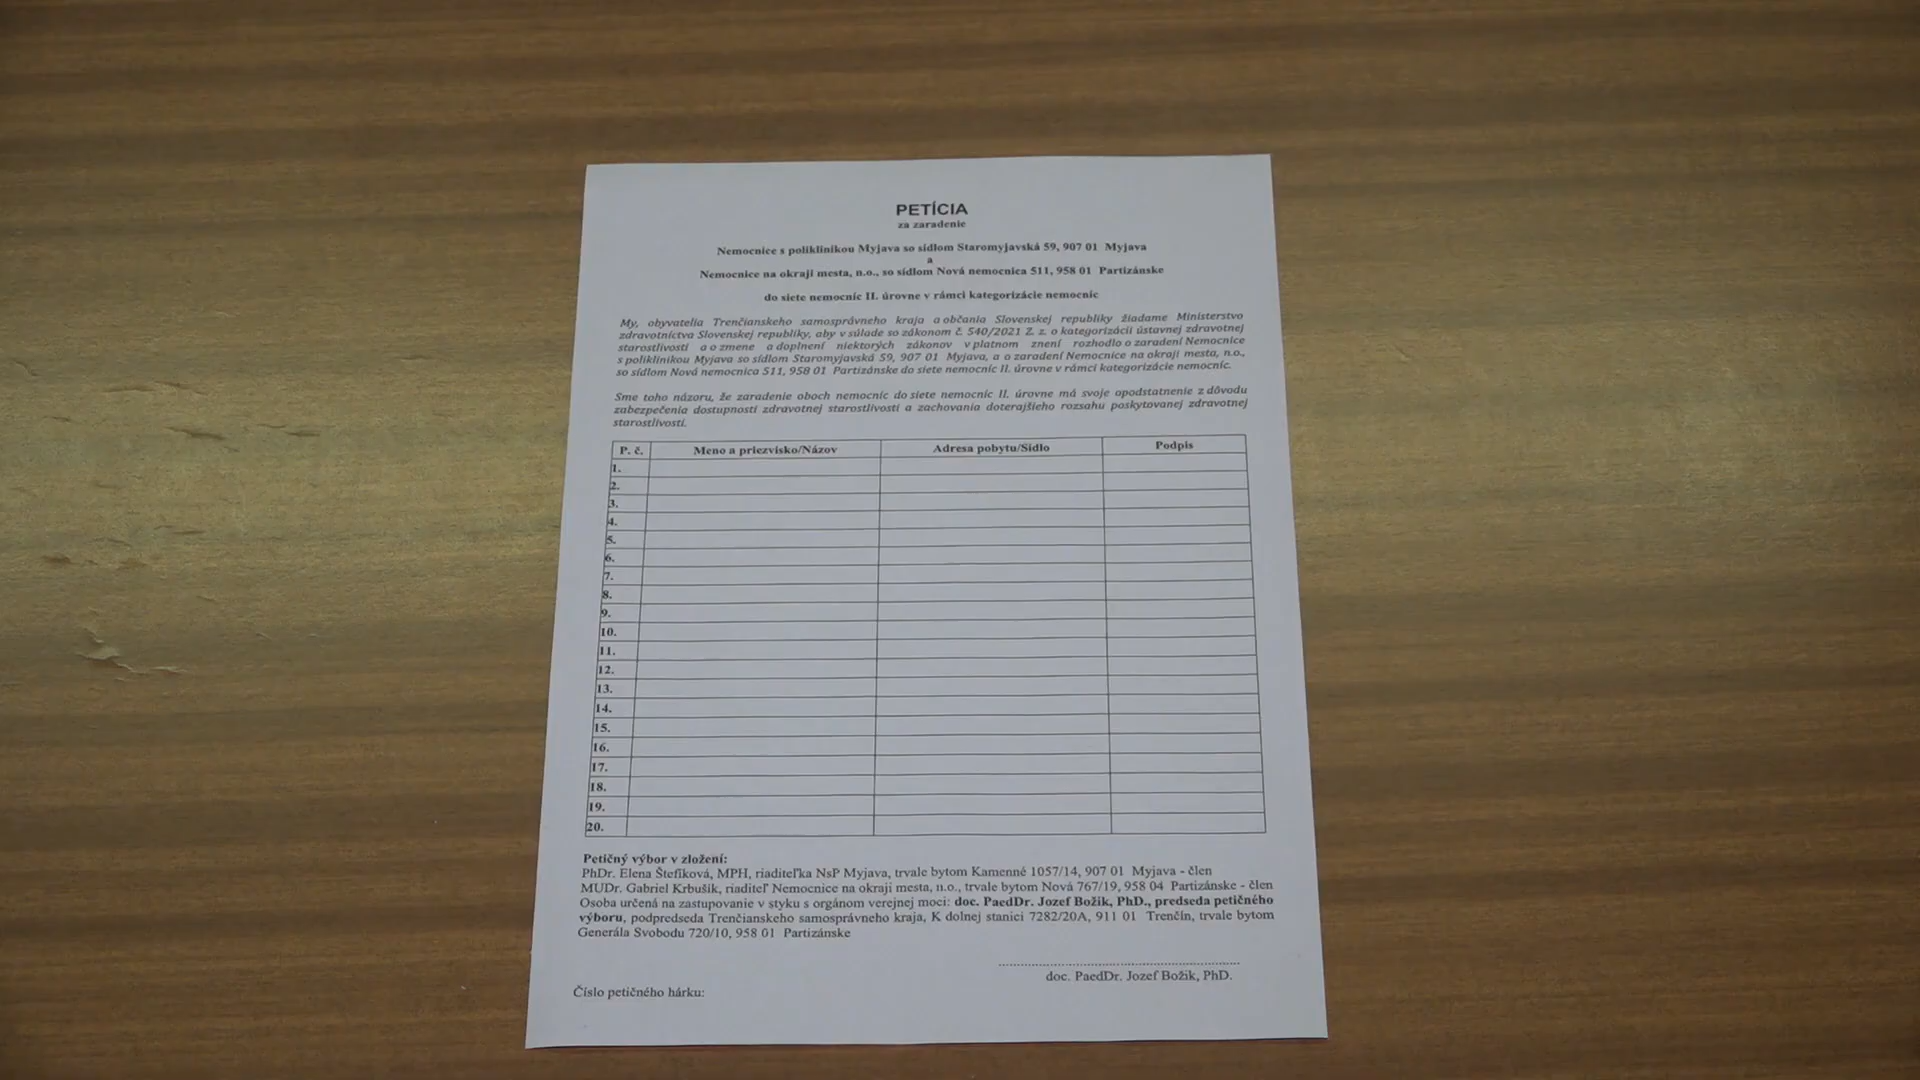 PETÍCIA
za zaradenie
Nemocnice s poliklinikou Myjava so sídlom Staromyjavská 59, 907 01 Myjava
a
Nemocnice na okraji mesta, n.o., so sídlom Nová nemocnica 511, 958 01 Partizánske
do siete nemocníc II. úrovne v rámci kategorizácie nemocníc
My, obyvatelia Trenčianskeho samosprávneho kraja a občania Slovenskej republiky žiadame Ministerstvo
zdravotníctva Slovenskej republiky, aby v súlade so zákonom č. 540/2021 Z. z. o kategorizácii ústavnej zdravotnej
starostlivosti a o zmene a doplnení niektorých zákonov v platnom znení rozhodlo o zaradení Nemocnice
s poliklinikou Myjava so sídlom Staromyjavská 59, 907 01 Myjava, a o zaradení Nemocnice na okraji mesta, n.o.,
so sídlom Nová nemocnica 511, 958 01 Partizánske do siete nemocníc II. úrovne v rámci kategorizácie nemocníc.
Sme toho názoru, že zaradenie oboch nemocníc do siete nemocníc II. úrovne má svoje opodstatnenie z dôvodu
zabezpečenia dostupnosti zdravotnej starostlivosti a zachovania doterajšieho rozsahu poskytovanej zdravotnej
starostlivosti.
P. č. Meno a priezvisko/Názov Adresa pobytu/Sídlo Podpis
1.
2.
3.
4.
5.
6.
7.
8.
9.
10.
11.
12.
13.
14.
15.
16.
17.
18.
19.
20.
Petičný výbor v zložení:
PhDr. Elena Štefíková, MPH, riaditeľka NsP Myjava, trvale bytom Kamenné 1057/14, 907 01 Myjava - člen
MUDr. Gabriel Krbušik, riaditeľ Nemocnice na okraji mesta, n.o., trvale bytom Nová 767/19, 958 04 Partizánske - člen
Osoba určená na zastupovanie v styku s orgánom verejnej moci: doc. PaedDr. Jozef Božik, PhD., predseda petičného
výboru, podpredseda Trenčianskeho samosprávneho kraja, K dolnej stanici 7282/20A, 911 01 Trenčín, trvale bytom
Generála Svobodu 720/10, 958 01 Partizánske
doc. PaedDr. Jozef Božik, PhD.
Číslo petičného hárku: